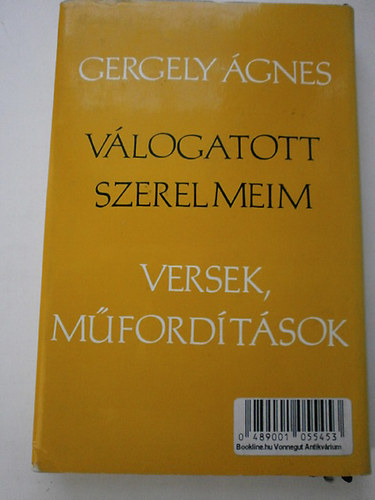 GERGELY ÁGNES
VÁLOGATOTT
SZERELMEIM
VERSEK,
MŰFORDÍTÁSOK
0 489001 055453
Bookline.hu Vonnegut Antikvárium